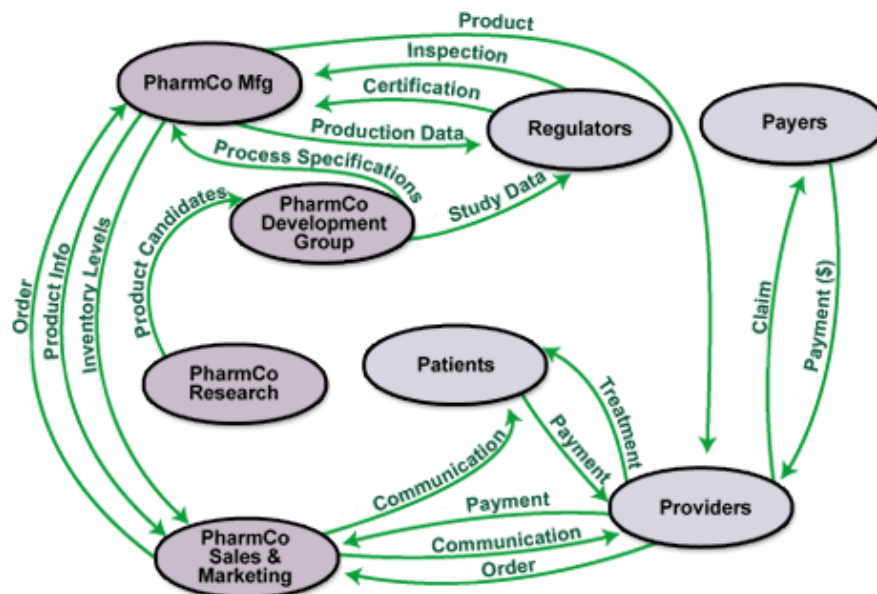 Product
Inspection
PharmCo Mfg
Certification
Regulators
Payers
Production Data
Process Specifications
Study Data
PharmCo
Development
Group
Product Candidates
Order
Product Info
Inventory Levels
Claim
Payment ($)
PharmCo
Research
Patients
Treatment
Payment
Communication
Payment
Providers
Communication
Order
PharmCo
Sales &
Marketing